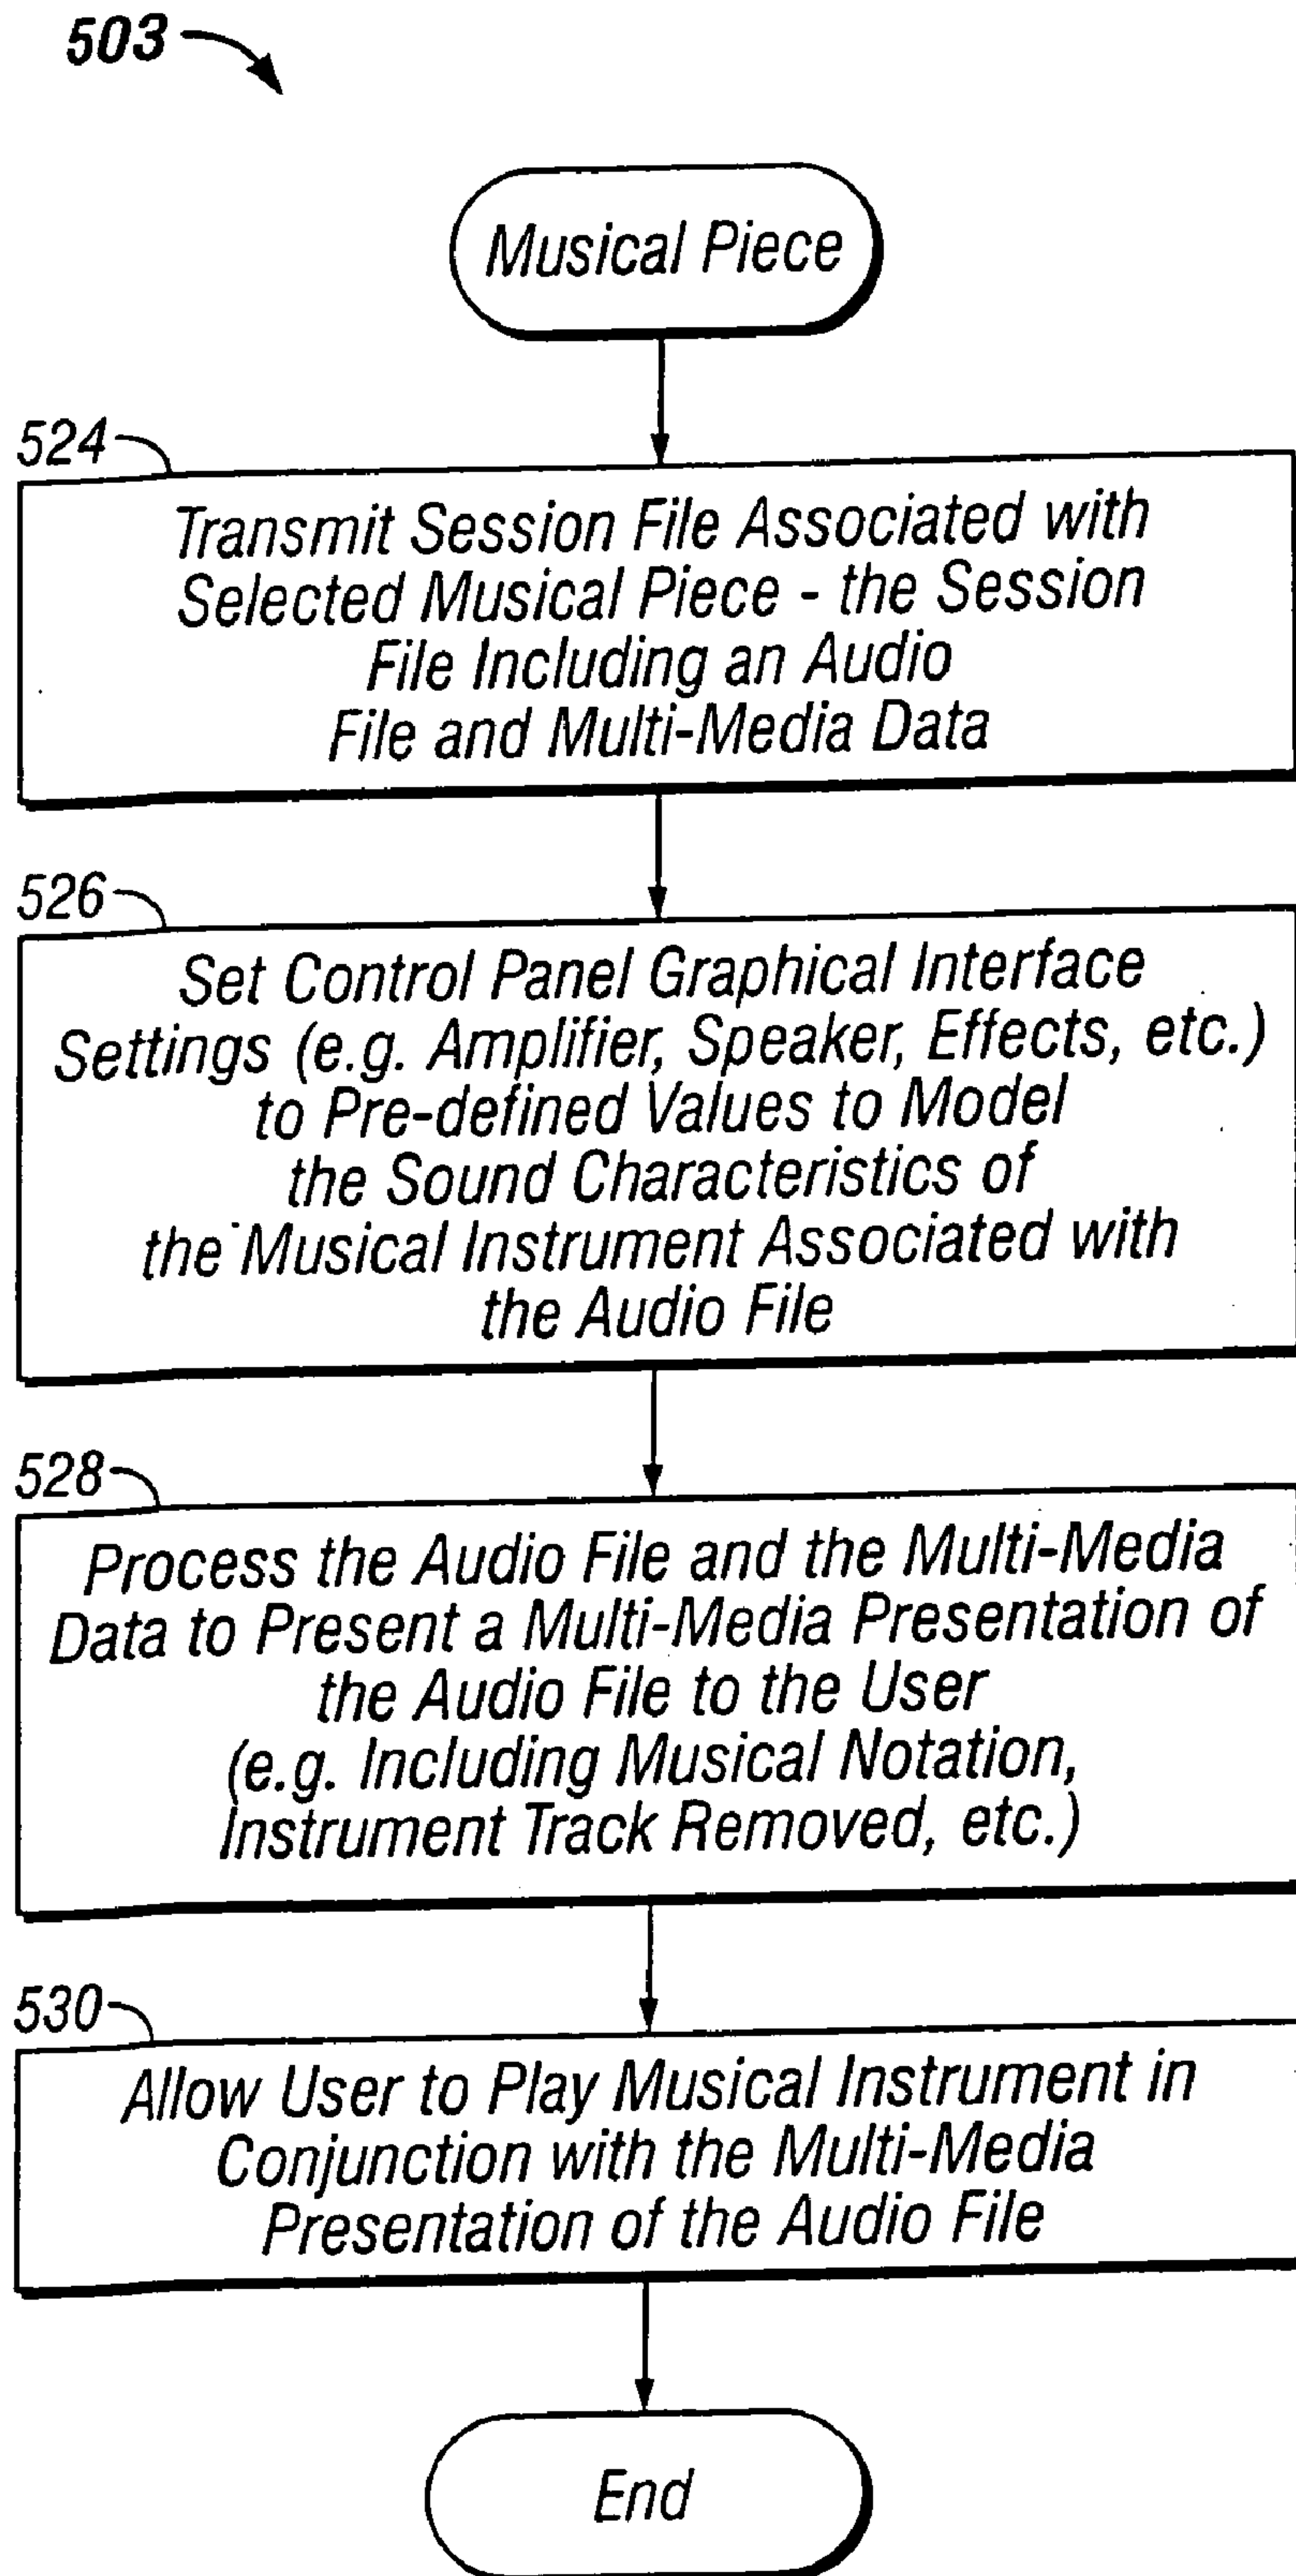 503
Musical Piece
524
Transmit Session File Associated with
Selected Musical Piece - the Session
File Including an Audio
File and Multi-Media Data
526
Set Control Panel Graphical Interface
Settings (e.g. Amplifier, Speaker, Effects, etc.)
to Pre-defined Values to Model
the Sound Characteristics of
the Musical Instrument Associated with
the Audio File
528
Process the Audio File and the Multi-Media
Data to Present a Multi-Media Presentation of
the Audio File to the User
(e.g. Including Musical Notation,
Instrument Track Removed, etc.)
530
Allow User to Play Musical Instrument in
Conjunction with the Multi-Media
Presentation of the Audio File
End